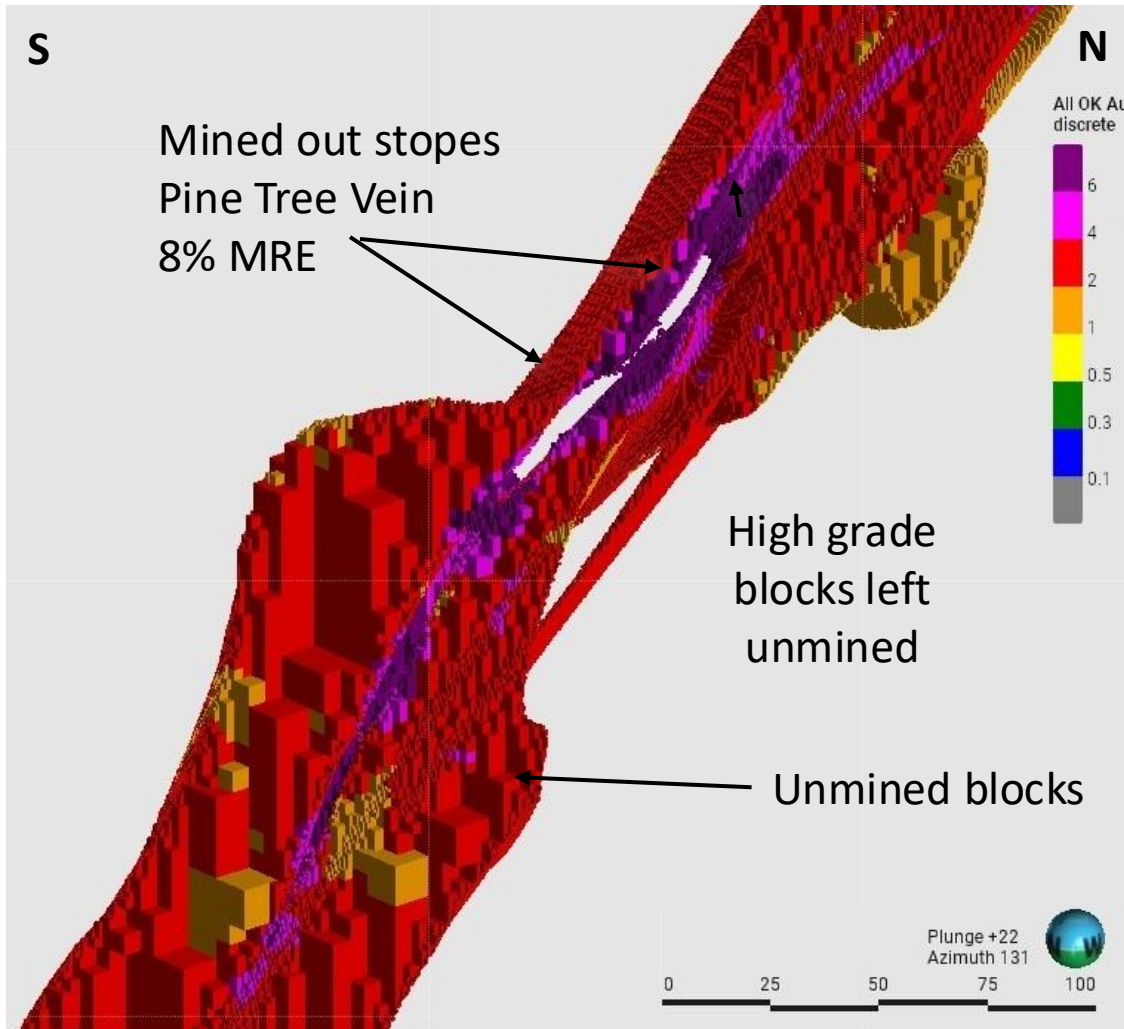 S
N
Mined out stopes
Pine Tree Vein
8% MRE
All OK Au
discrete
6
4
2
1
0.5
0.3
0.1
High grade
blocks left
unmined
Unmined blocks
Plunge +22
Azimuth 131
0 25 50 75 100